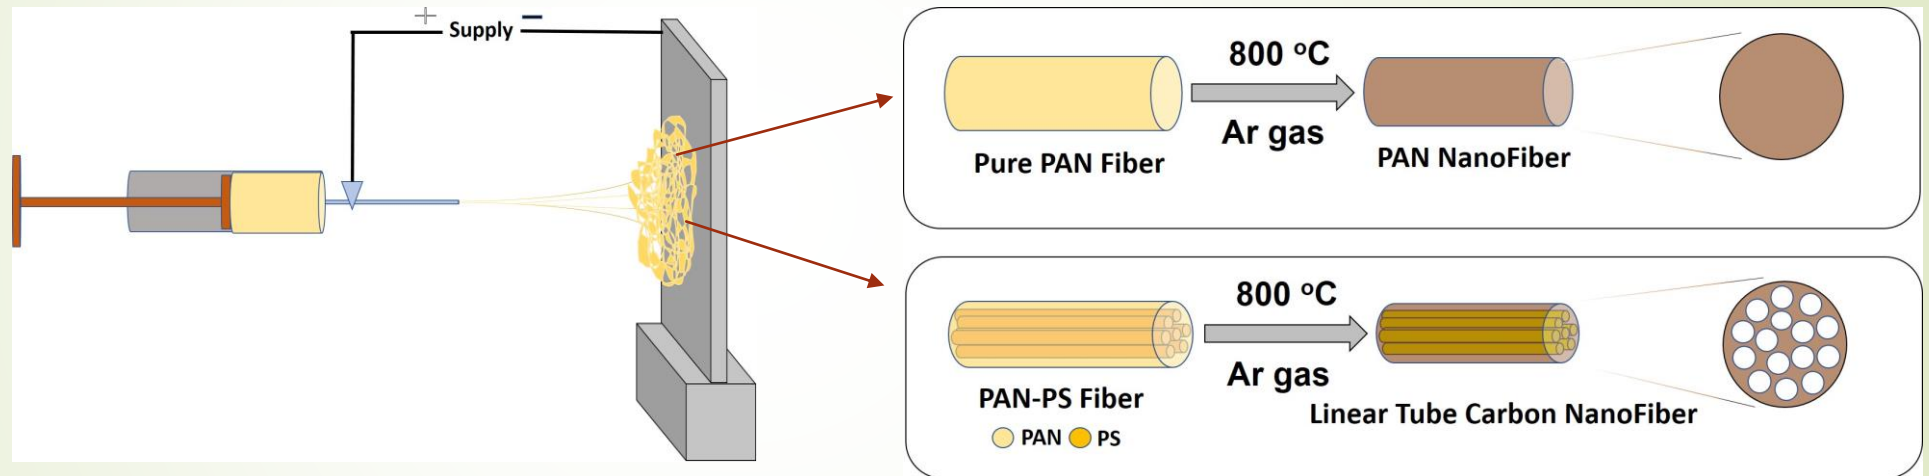 + Supply −
800 °C
Ar gas
Pure PAN Fiber
PAN NanoFiber
800 °C
Ar gas
PAN-PS Fiber
PAN PS
Linear Tube Carbon NanoFiber